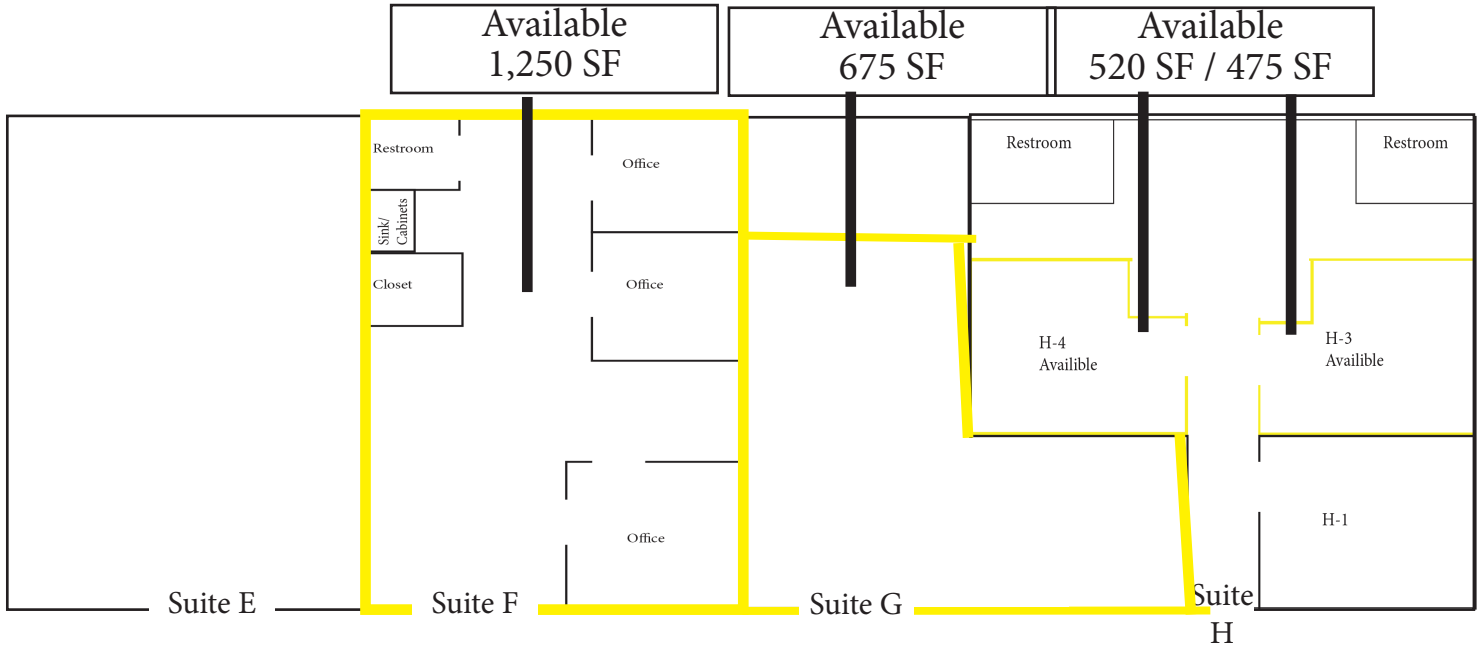 Available
1,250 SF
Available
675 SF
Available
520 SF / 475 SF
Restroom
Office
Sink/
Cabinets
Closet
Office
Office
Restroom
Restroom
H-4
Availible
H-3
Availible
H-1
Suite E
Suite F
Suite G
Suite
H